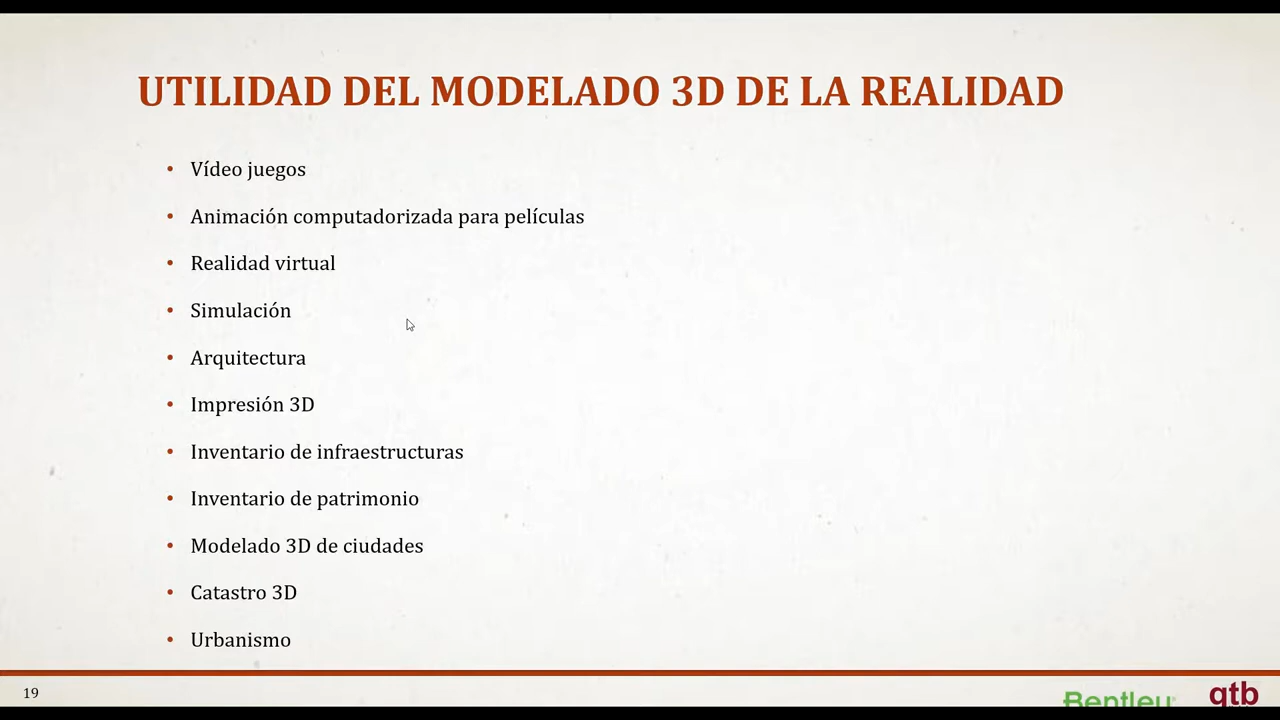 UTILIDAD DEL MODELADO 3D DE LA REALIDAD
• Vídeo juegos
• Animación computadorizada para películas
• Realidad virtual
• Simulación
• Arquitectura
• Impresión 3D
• Inventario de infraestructuras
• Inventario de patrimonio
• Modelado 3D de ciudades
• Catastro 3D
• Urbanismo
19
Bentley